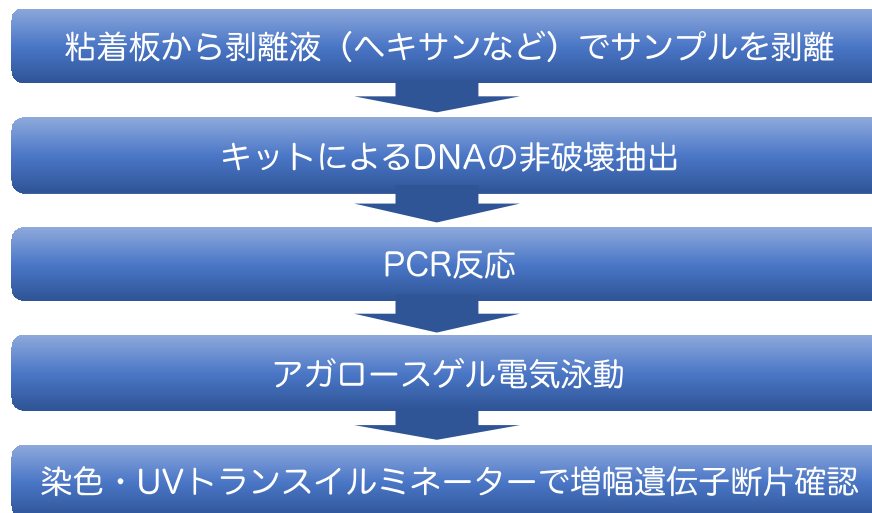 粘着板から剥離液（ヘキサンなど）でサンプルを剥離
キットによるDNAの非破壊抽出
PCR反応
アガロースゲル電気泳動
染色・UVトランスイルミネーターで増幅遺伝子断片確認